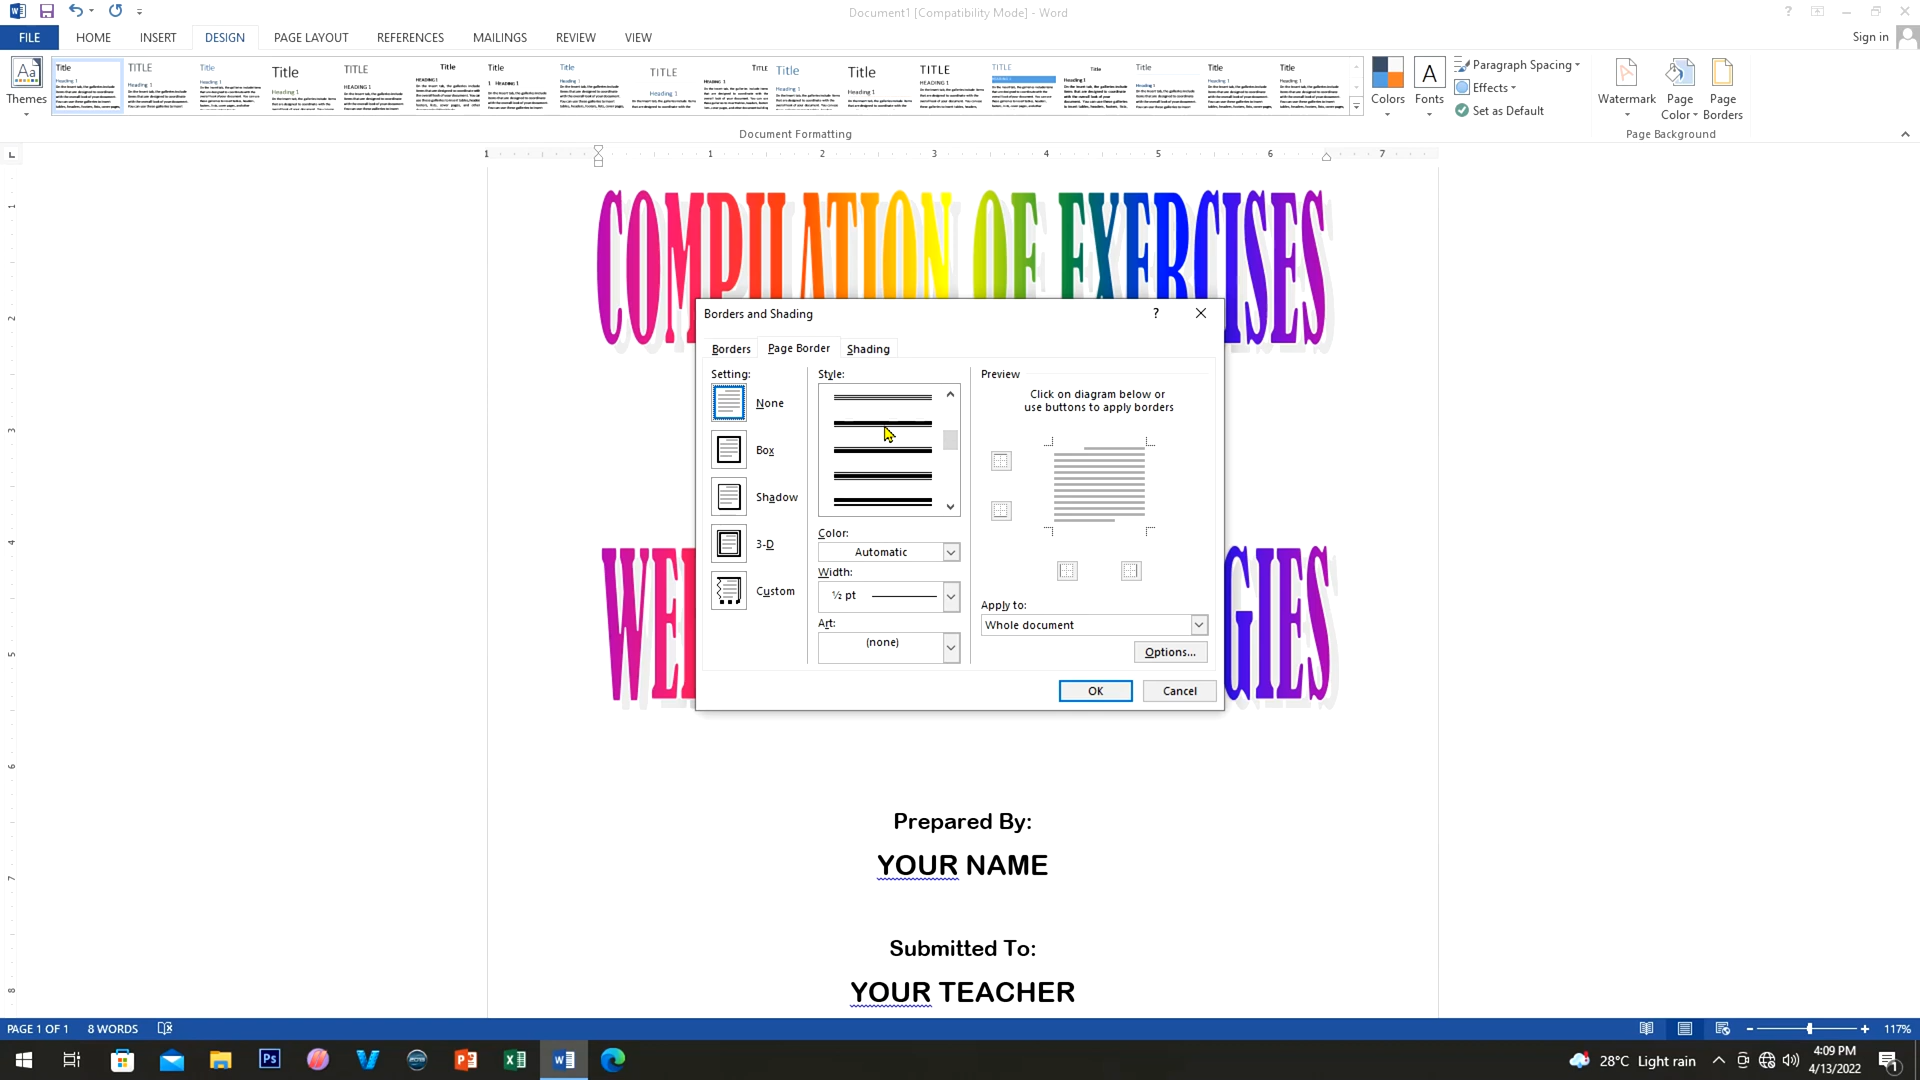 Document1 [Compatibility Mode] - Word
FILE
HOME
INSERT
DESIGN
PAGE LAYOUT
REFERENCES
MAILINGS
REVIEW
VIEW
Sign in
Themes
Colors
Fonts
Paragraph Spacing
Effects
Set as Default
Watermark
Page
Color
Page
Borders
Document Formatting
Page Background
COMPILATION OF EXERCISES
Borders and Shading
Borders
Page Border
Shading
Setting:
None
Box
Shadow
3-D
Custom
Style:
Color:
Automatic
Width:
½ pt
Art:
(none)
Preview
Click on diagram below or
use buttons to apply borders
Apply to:
Whole document
Options...
OK
Cancel
Prepared By:
YOUR NAME
Submitted To:
YOUR TEACHER
PAGE 1 OF 1
8 WORDS
117%
28°C Light rain
4:09 PM
4/13/2022